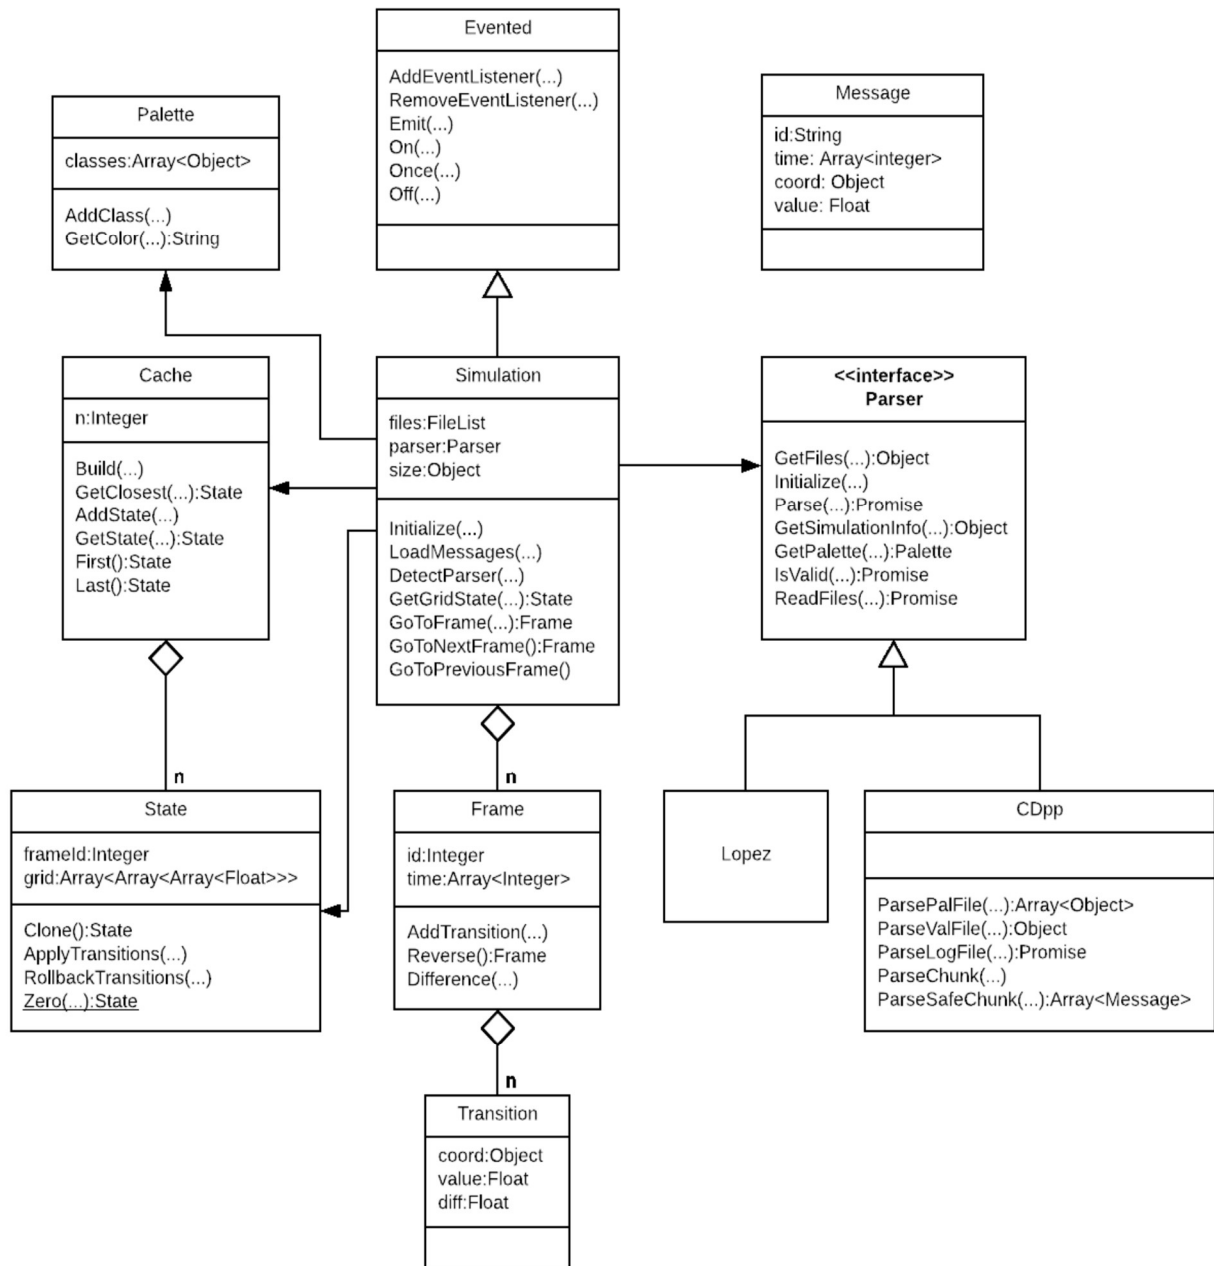 Evented
AddEventListener(...)
RemoveEventListener(...)
Emit(...)
On(...)
Once(...)
Off(...)
Message
id:String
time: Array<integer>
coord: Object
value: Float
Palette
classes:Array<Object>
AddClass(...)
GetColor(...):String
Cache
n:Integer
Build(...)
GetClosest(...):State
AddState(...)
GetState(...):State
First():State
Last():State
Simulation
files:FileList
parser:Parser
size:Object
Initialize(...)
LoadMessages(...)
DetectParser(...)
GetGridState(...):State
GoToFrame(...):Frame
GoToNextFrame():Frame
GoToPreviousFrame()
<<interface>>
Parser
GetFiles(...):Object
Initialize(...)
Parse(...):Promise
GetSimulationInfo(...):Object
GetPalette(...):Palette
IsValid(...):Promise
ReadFiles(...):Promise
n
n
State
frameId:Integer
grid:Array<Array<Array<Float>>>
Clone():State
ApplyTransitions(...)
RollbackTransitions(...)
Zero(...):State
Frame
id:Integer
time:Array<Integer>
AddTransition(...)
Reverse():Frame
Difference(...)
Lopez
CDpp
ParsePalFile(...):Array<Object>
ParseValFile(...):Object
ParseLogFile(...):Promise
ParseChunk(...)
ParseSafeChunk(...):Array<Message>
n
Transition
coord:Object
value:Float
diff:Float